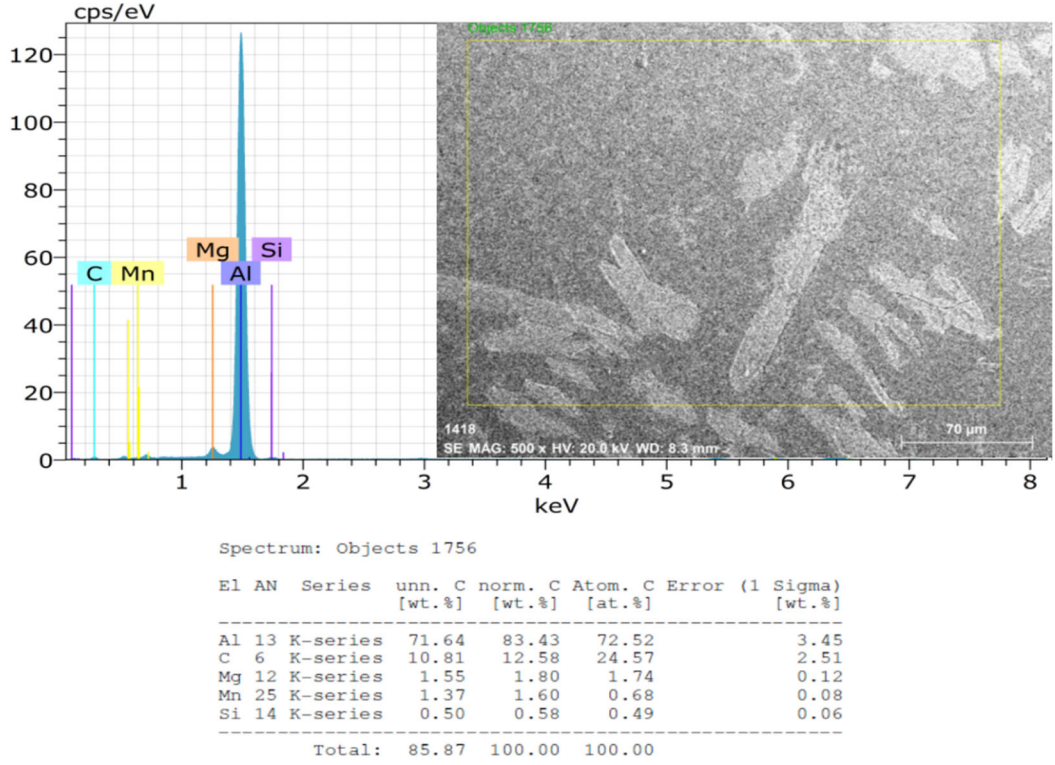 cps/eV
Objects 1756
120
100
80
60
40
20
0
C Mn Mg Al Si
1418
SE MAG: 500 x HV: 20.0 kV WD: 8.3 mm
70 µm
1 2 3 4 5 6 7 8
keV
Spectrum: Objects 1756
El AN Series unn. C norm. C Atom. C Error (1 Sigma)
[wt.%] [wt.%] [at.%] [wt.%]
Al 13 K-series 71.64 83.43 72.52 3.45
C 6 K-series 10.81 12.58 24.57 2.51
Mg 12 K-series 1.55 1.80 1.74 0.12
Mn 25 K-series 1.37 1.60 0.68 0.08
Si 14 K-series 0.50 0.58 0.49 0.06
Total: 85.87 100.00 100.00